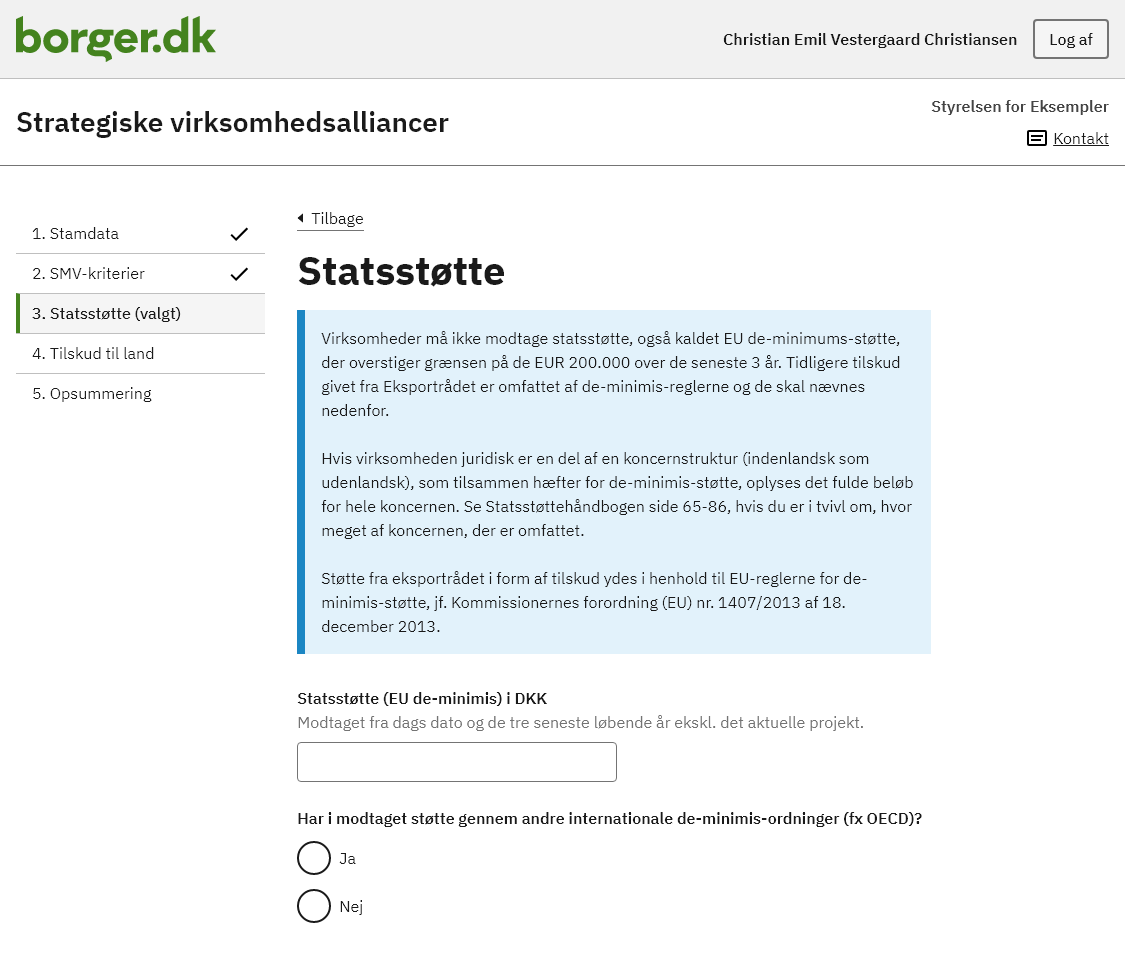 borger.dk
Christian Emil Vestergaard Christiansen
Log af
Strategiske virksomhedsalliancer
Styrelsen for Eksempler
Kontakt
1. Stamdata
2. SMV-kriterier
3. Statsstøtte (valgt)
4. Tilskud til land
5. Opsummering
Tilbage
Statsstøtte
Virksomheder må ikke modtage statsstøtte, også kaldet EU de-minimums-støtte,
der overstiger grænsen på de EUR 200.000 over de seneste 3 år. Tidligere tilskud
givet fra Eksportrådet er omfattet af de-minimis-reglerne og de skal nævnes
nedenfor.
Hvis virksomheden juridisk er en del af en koncernstruktur (indenlandsk som
udenlandsk), som tilsammen hæfter for de-minimis-støtte, oplyses det fulde beløb
for hele koncernen. Se Statsstøttehåndbogen side 65-86, hvis du er i tvivl om, hvor
meget af koncernen, der er omfattet.
Støtte fra eksportrådet i form af tilskud ydes i henhold til EU-reglerne for de-
minimis-støtte, jf. Kommissionernes forordning (EU) nr. 1407/2013 af 18.
december 2013.
Statsstøtte (EU de-minimis) i DKK
Modtaget fra dags dato og de tre seneste løbende år ekskl. det aktuelle projekt.
Har i modtaget støtte gennem andre internationale de-minimis-ordninger (fx OECD)?
Ja
Nej